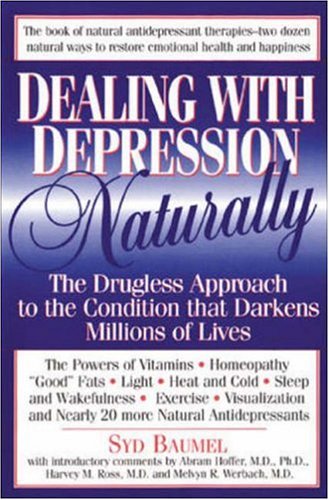 The book of natural antidepressant therapies–two dozen
natural ways to restore emotional health and happiness
DEALING WITH
DEPRESSION
Naturally
The Drugless Approach
to the Condition that Darkens
Millions of Lives
The Powers of Vitamins • Homeopathy
"Good" Fats • Light • Heat and Cold • Sleep
and Wakefulness • Exercise • Visualization
and Nearly 20 more Natural Antidepressants
SYD BAUMEL
with introductory comments by Abram Hoffer, M.D., Ph.D.,
Harvey M. Ross, M.D. and Melvyn R. Werbach, M.D.